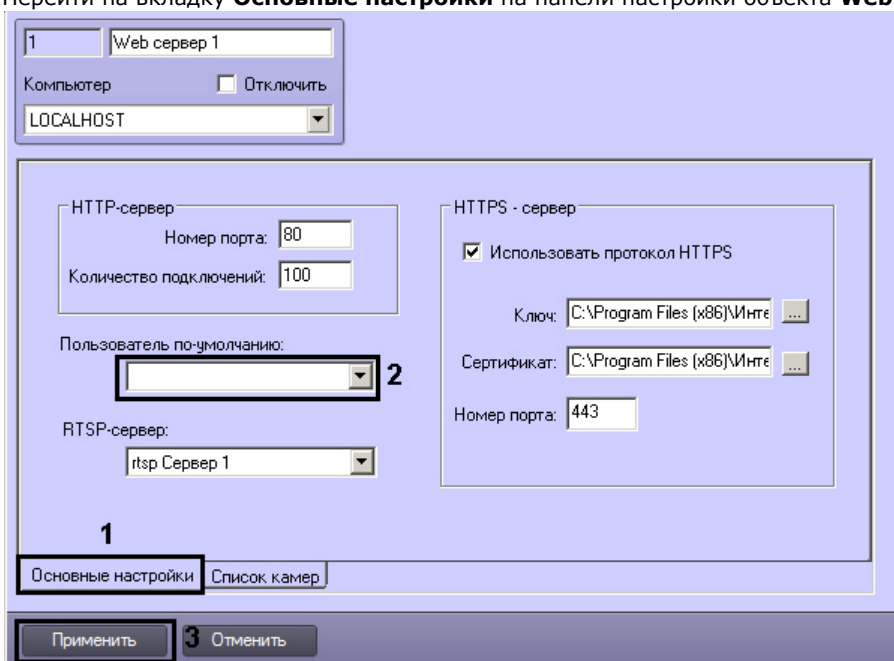 Перейти на вкладку Основные настройки на панели настройки объекта Web
1 Web сервер 1
Компьютер Отключить
LOCALHOST
HTTP-сервер
Номер порта: 80
Количество подключений: 100
Пользователь по-умолчанию:
2
RTSP-сервер:
rtsp Сервер 1
HTTPS - сервер
Использовать протокол HTTPS
Ключ: C:\Program Files (x86)\Инте ...
Сертификат: C:\Program Files (x86)\Инте ...
Номер порта: 443
1
Основные настройки Список камер
Применить 3 Отменить